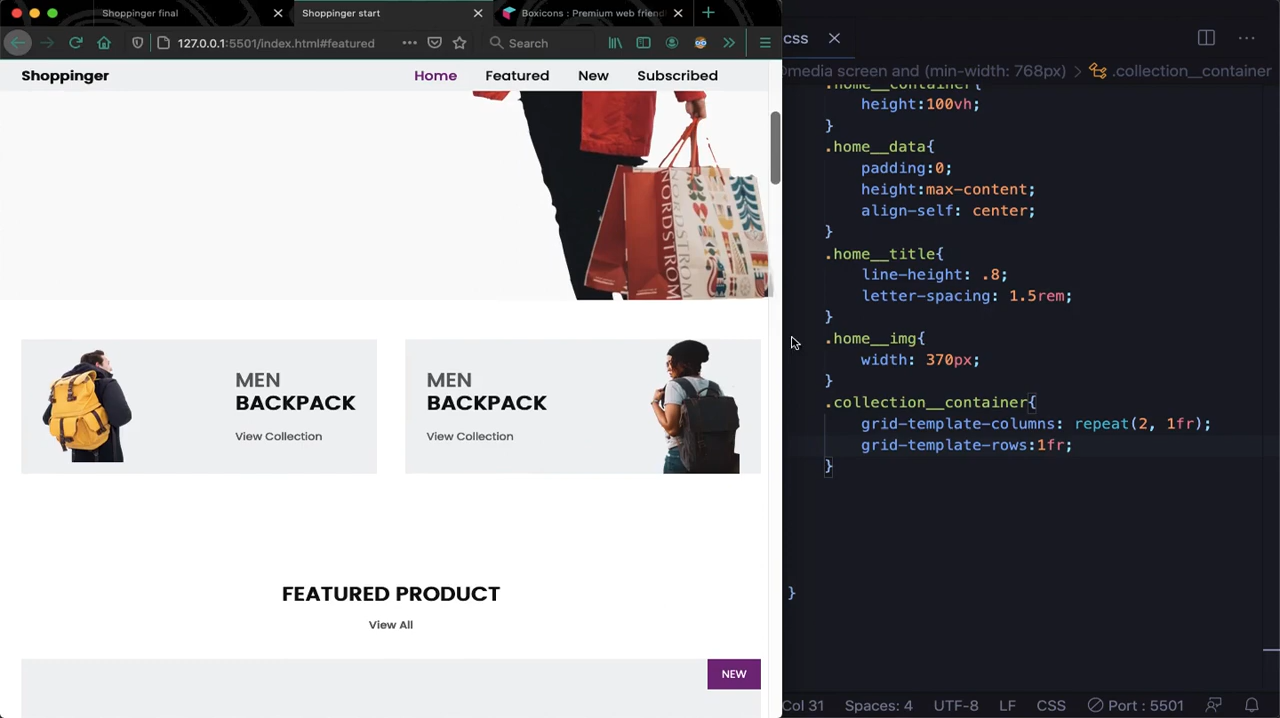 Shoppinger final
Shoppinger start
Boxicons : Premium web friend
127.0.0.1:5501/index.html#featured
Search
Shoppinger
Home
Featured
New
Subscribed
NORDSTROM
NORDSTROM
MEN
BACKPACK
View Collection
MEN
BACKPACK
View Collection
FEATURED PRODUCT
View All
NEW
css
@media screen and (min-width: 768px) > .collection__container
.home__container{
height:100vh;
}
.home__data{
padding:0;
height:max-content;
align-self: center;
}
.home__title{
line-height: .8;
letter-spacing: 1.5rem;
}
.home__img{
width: 370px;
}
.collection__container{
grid-template-columns: repeat(2, 1fr);
grid-template-rows:1fr;
}
}
Col 31
Spaces: 4
UTF-8
LF
CSS
Port : 5501